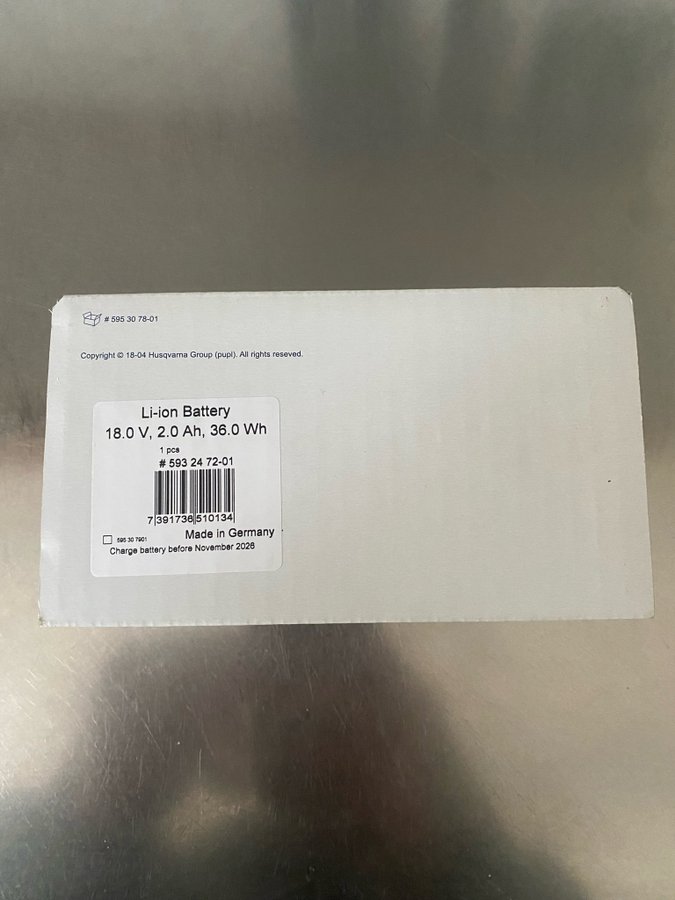 # 595 30 78-01
Copyright © 18-04 Husqvarna Group (pupl). All rights reseved.
Li-ion Battery
18.0 V, 2.0 Ah, 36.0 Wh
1 pcs
# 593 24 72-01
7 391736 510134
Made in Germany
595 30 7901
Charge battery before November 2026